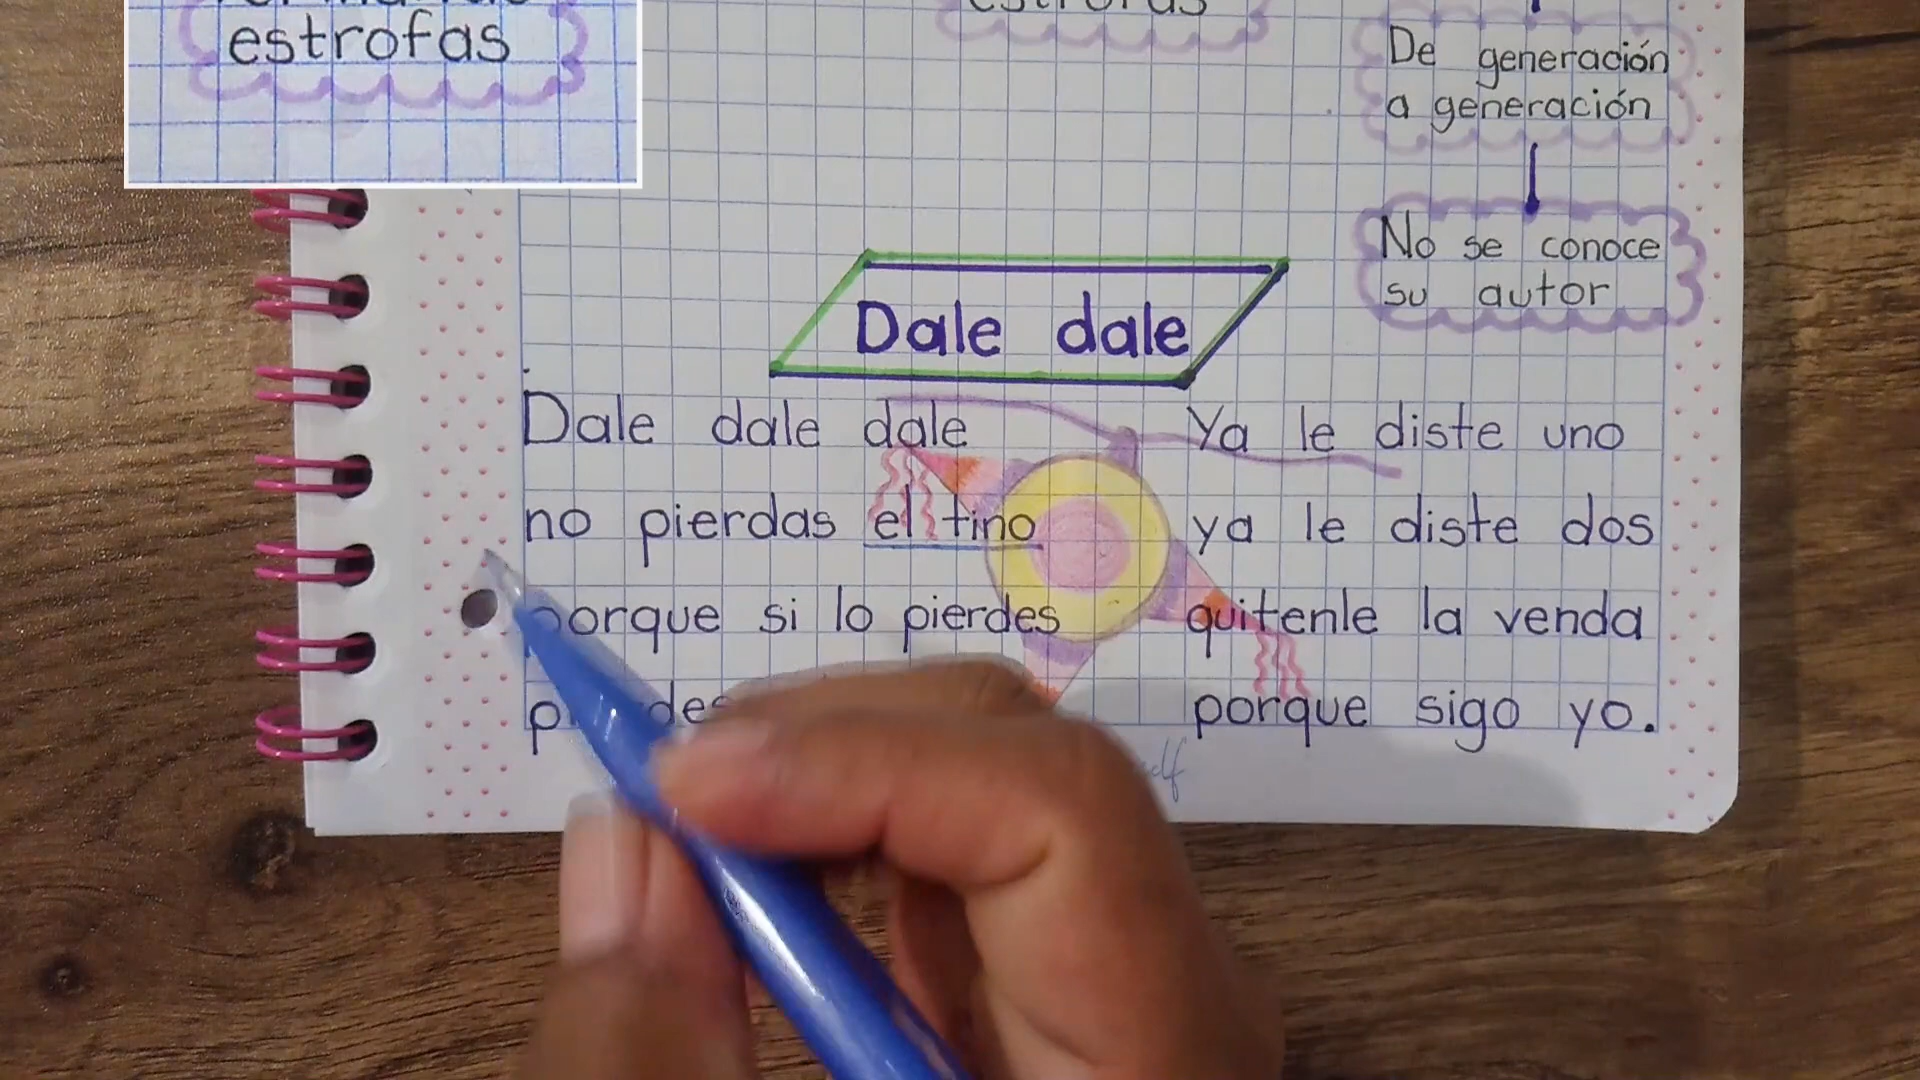 estrofas
De generación
a generación
No se conoce
su autor
Dale dale
Dale dale dale
no pierdas el tino
porque si lo pierdes
Ya le diste uno
ya le diste dos
quitenle la venda
porque sigo yo.